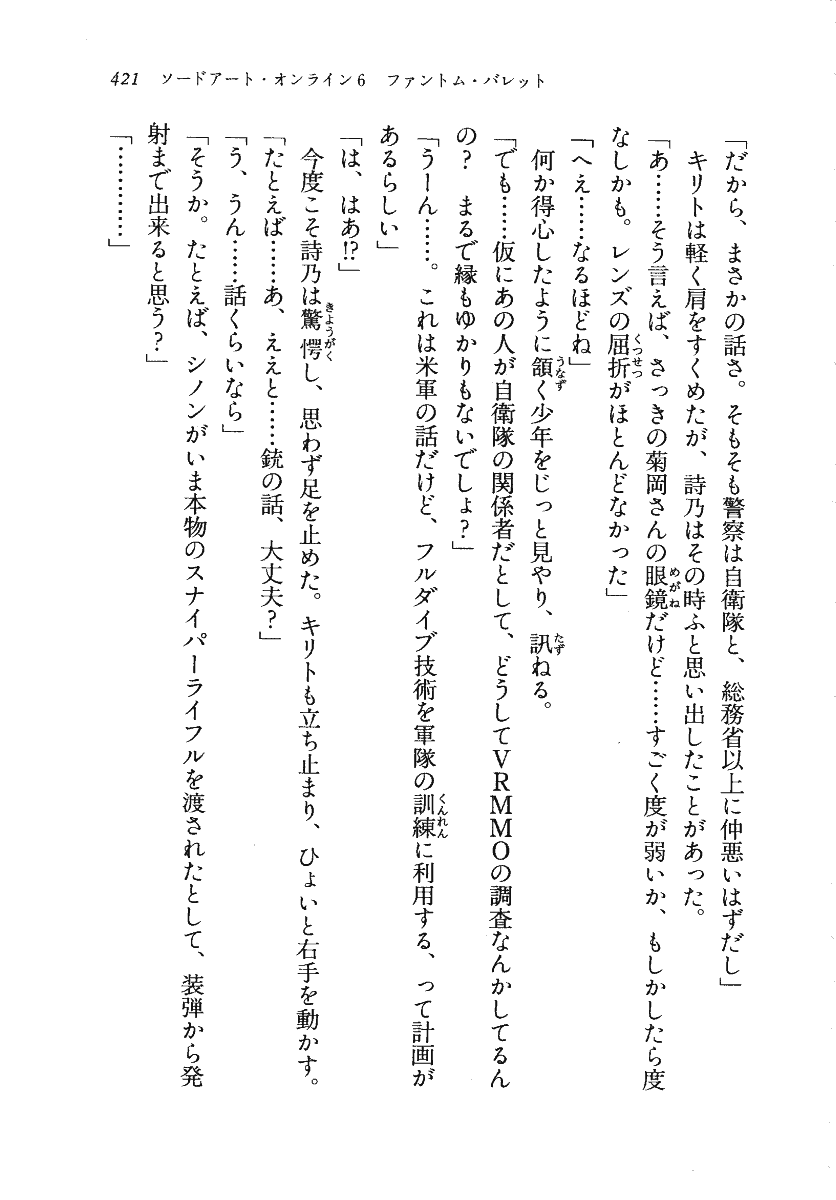 421 ソードアート・オンライン6 ファントム・バレット
「だから、まさかの話さ。そもそも警察は自衛隊と、総務省以上に仲悪いはずだし」
キリトは軽く肩をすくめたが、詩乃はその時ふと思い出したことがあった。
「あ……そう言えば、さっきの菊岡さんの眼鏡だけど……すごく度が弱いか、もしかしたら度
なしかも。レンズの屈折がほとんどなかった」
「へえ……なるほどね」
何か得心したように頷く少年をじっと見やり、訊ねる。
「でも……仮にあの人が自衛隊の関係者だとして、どうしてVRMMOの調査なんかしてるん
の? まるで縁もゆかりもないでしょ?」
「うーん……。これは米軍の話だけど、フルダイブ技術を軍隊の訓練に利用する、って計画が
あるらしい」
「は、はあ!?」
今度こそ詩乃は驚愕し、思わず足を止めた。キリトも立ち止まり、ひょいと右手を動かす。
「たとえば……あ、ええと……銃の話、大丈夫?」
「う、うん……話くらいなら」
「そうか。たとえば、シノンがいま本物のスナイパーライフルを渡されたとして、装弾から発
射まで出来ると思う?」
「…………」